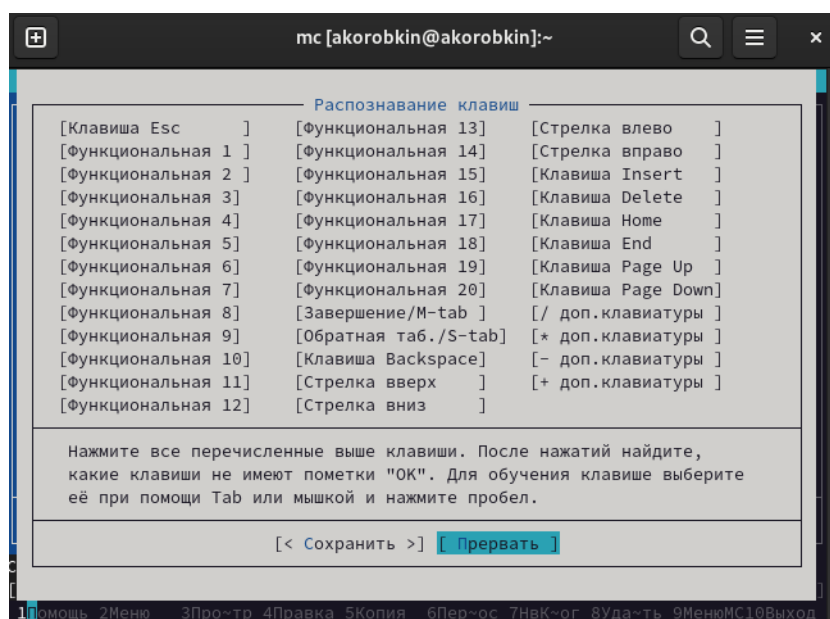 mc [akorobkin@akorobkin]:~
Распознавание клавиш
[Клавиша Esc ] [Функциональная 13] [Стрелка влево ]
[Функциональная 1 ] [Функциональная 14] [Стрелка вправо ]
[Функциональная 2 ] [Функциональная 15] [Клавиша Insert ]
[Функциональная 3] [Функциональная 16] [Клавиша Delete ]
[Функциональная 4] [Функциональная 17] [Клавиша Home ]
[Функциональная 5] [Функциональная 18] [Клавиша End ]
[Функциональная 6] [Функциональная 19] [Клавиша Page Up ]
[Функциональная 7] [Функциональная 20] [Клавиша Page Down]
[Функциональная 8] [Завершение/M-tab ] [/ доп.клавиатуры ]
[Функциональная 9] [Обратная таб./S-tab] [* доп.клавиатуры ]
[Функциональная 10] [Клавиша Backspace] [- доп.клавиатуры ]
[Функциональная 11] [Стрелка вверх ] [+ доп.клавиатуры ]
[Функциональная 12] [Стрелка вниз ]
Нажмите все перечисленные выше клавиши. После нажатий найдите,
какие клавиши не имеют пометки "OK". Для обучения клавише выберите
её при помощи Tab или мышкой и нажмите пробел.
[< Сохранить >] [ Прервать ]
1Помощь 2Меню 3Про~тр 4Правка 5Копия 6Пер~ос 7НвК~ог 8Уда~ть 9МенюMC10Выход